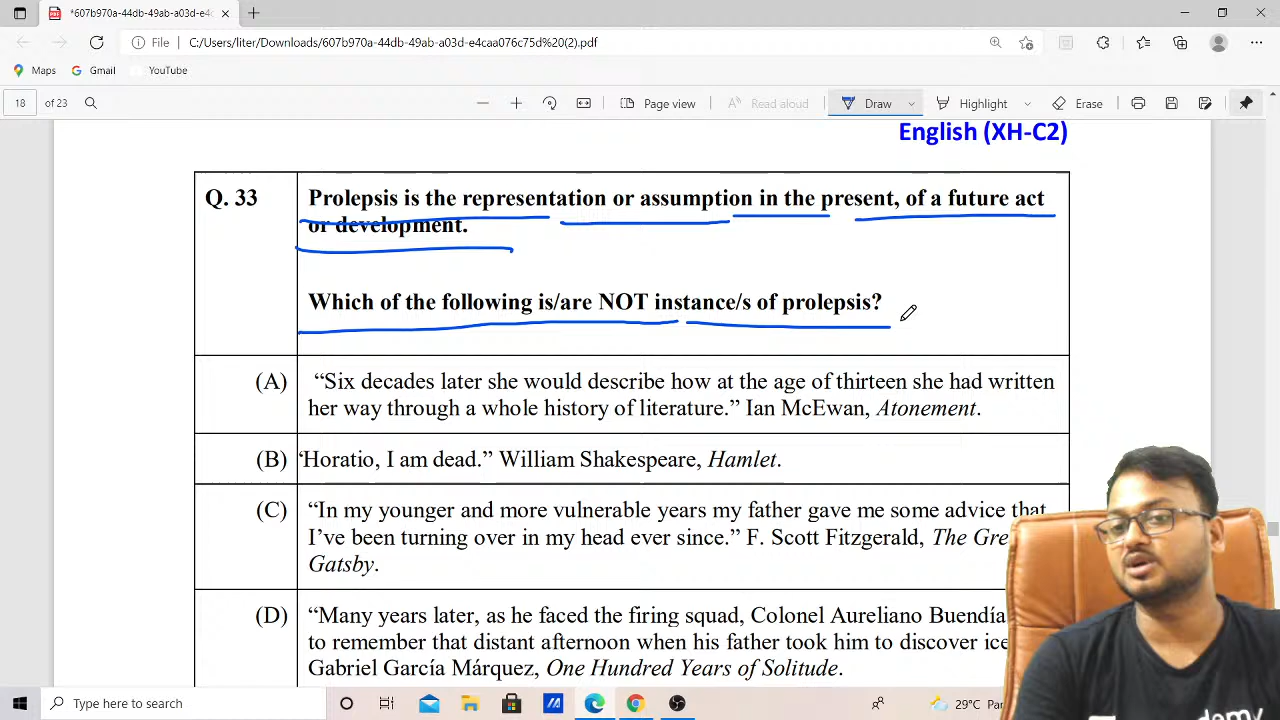 *607b970a-44db-49ab-a03d-e4ca
File
C:/Users/liter/Downloads/607b970a-44db-49ab-a03d-e4caa076c75d%20(2).pdf
Maps
Gmail
YouTube
18
of 23
Page view
Read aloud
Draw
Highlight
Erase
English (XH-C2)
Q. 33
Prolepsis is the representation or assumption in the present, of a future act
or development.
Which of the following is/are NOT instance/s of prolepsis?
(A)
“Six decades later she would describe how at the age of thirteen she had written
her way through a whole history of literature.” Ian McEwan, Atonement.
(B)
“Horatio, I am dead.” William Shakespeare, Hamlet.
(C)
“In my younger and more vulnerable years my father gave me some advice that
I’ve been turning over in my head ever since.” F. Scott Fitzgerald, The Gre
Gatsby.
(D)
“Many years later, as he faced the firing squad, Colonel Aureliano Buendía
to remember that distant afternoon when his father took him to discover ice
Gabriel García Márquez, One Hundred Years of Solitude.
Type here to search
29°C